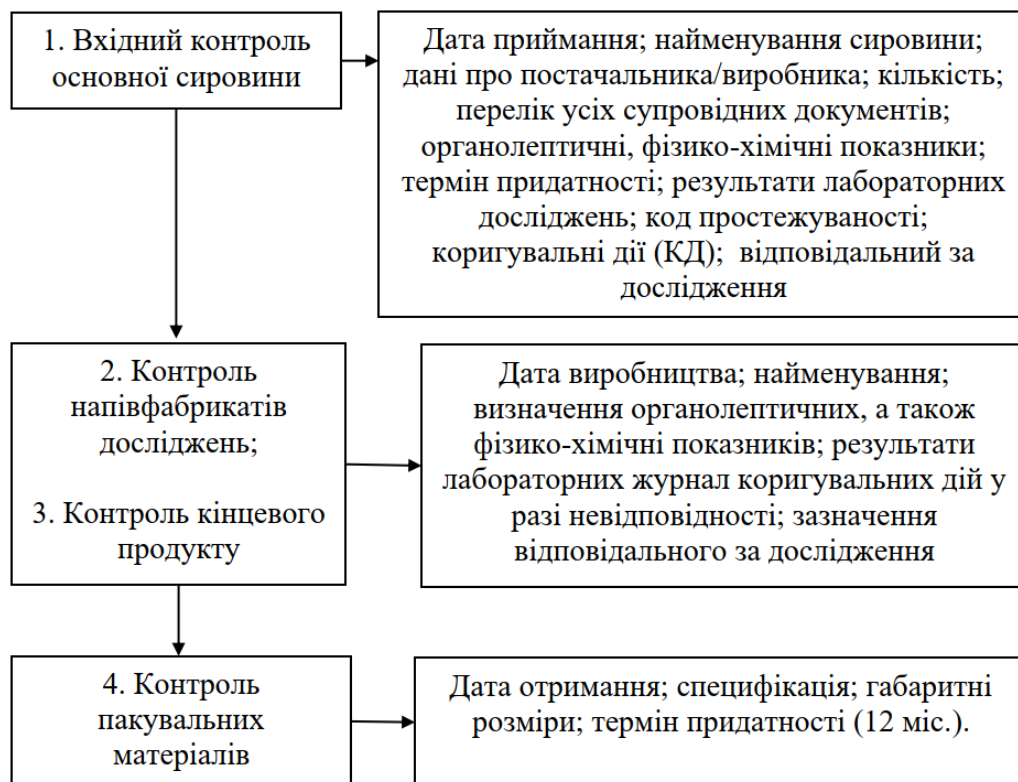 1. Вхідний контроль
основної сировини
Дата приймання; найменування сировини;
дані про постачальника/виробника; кількість;
перелік усіх супровідних документів;
органолептичні, фізико-хімічні показники;
термін придатності; результати лабораторних
досліджень; код простежуваності;
коригувальні дії (КД); відповідальний за
дослідження
2. Контроль
напівфабрикатів
досліджень;
3. Контроль кінцевого
продукту
Дата виробництва; найменування;
визначення органолептичних, а також
фізико-хімічні показників; результати
лабораторних журнал коригувальних дій у
разі невідповідності; зазначення
відповідального за дослідження
4. Контроль
пакувальних
матеріалів
Дата отримання; специфікація; габаритні
розміри; термін придатності (12 міс.).